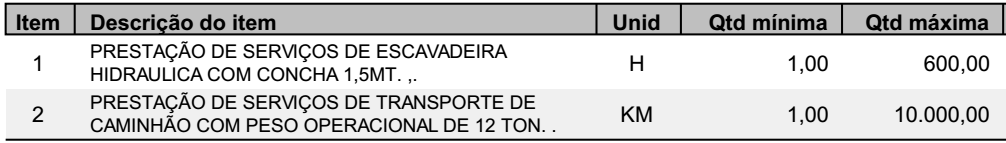 Item Descrição do item Unid Qtd mínima Qtd máxima
1 PRESTAÇÃO DE SERVIÇOS DE ESCAVADEIRA HIDRAULICA COM CONCHA 1,5MT. ,. H 1,00 600,00
2 PRESTAÇÃO DE SERVIÇOS DE TRANSPORTE DE CAMINHÃO COM PESO OPERACIONAL DE 12 TON. . KM 1,00 10.000,00